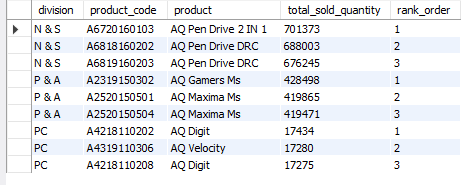 division product_code product total_sold_quantity rank_order
N & S A6720160103 AQ Pen Drive 2 IN 1 701373 1
N & S A6818160202 AQ Pen Drive DRC 688003 2
N & S A6819160203 AQ Pen Drive DRC 676245 3
P & A A2319150302 AQ Gamers Ms 428498 1
P & A A2520150501 AQ Maxima Ms 419865 2
P & A A2520150504 AQ Maxima Ms 419471 3
PC A4218110202 AQ Digit 17434 1
PC A4319110306 AQ Velocity 17280 2
PC A4218110208 AQ Digit 17275 3